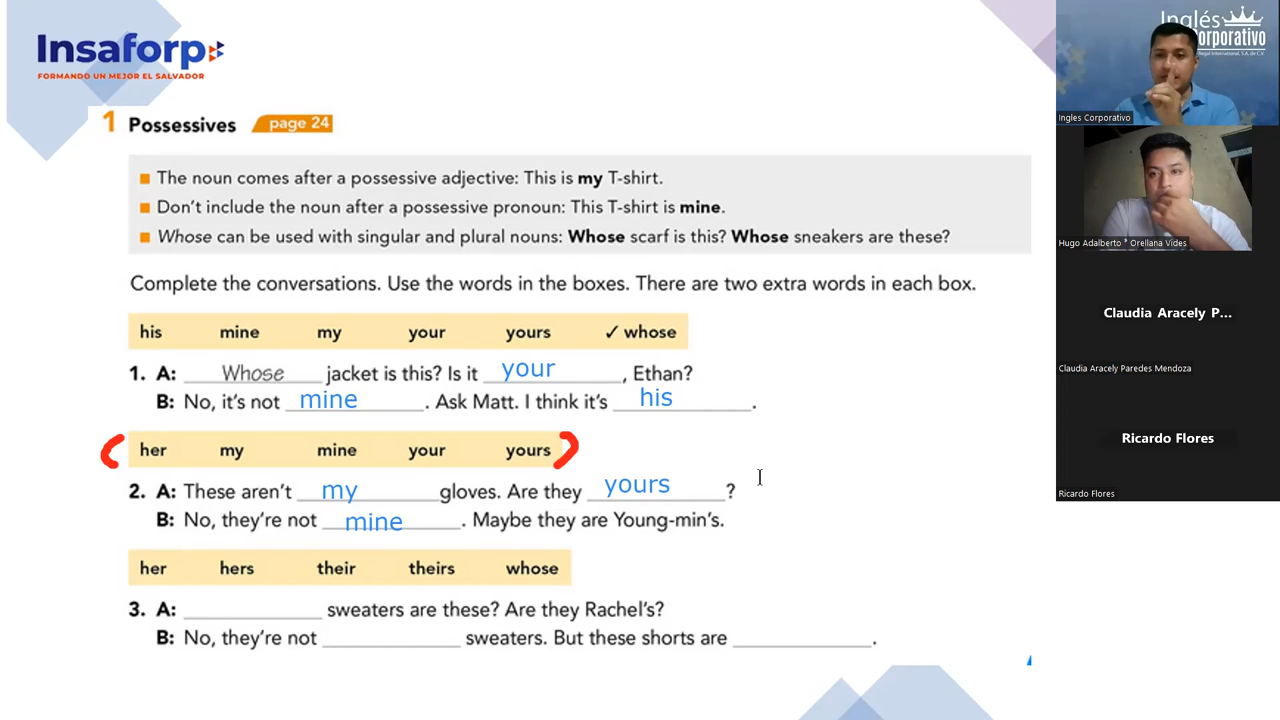 Insaforp
FORMANDO UN MEJOR EL SALVADOR
1 Possessives page 24
The noun comes after a possessive adjective: This is my T-shirt.
Don't include the noun after a possessive pronoun: This T-shirt is mine.
Whose can be used with singular and plural nouns: Whose scarf is this? Whose sneakers are these?
Complete the conversations. Use the words in the boxes. There are two extra words in each box.
his mine my your yours ✓ whose
1. A: Whose jacket is this? Is it your, Ethan?
B: No, it's not mine. Ask Matt. I think it's his.
( her my mine your yours )
2. A: These aren't my gloves. Are they yours?
B: No, they're not mine. Maybe they are Young-min's.
her hers their theirs whose
3. A: ____________ sweaters are these? Are they Rachel's?
B: No, they're not ____________ sweaters. But these shorts are ____________.
Inglés
Corporativo
Ingles Corporativo
Hugo Adalberto * Orellana Vides
Claudia Aracely P...
Claudia Aracely Paredes Mendoza
Ricardo Flores
Ricardo Flores